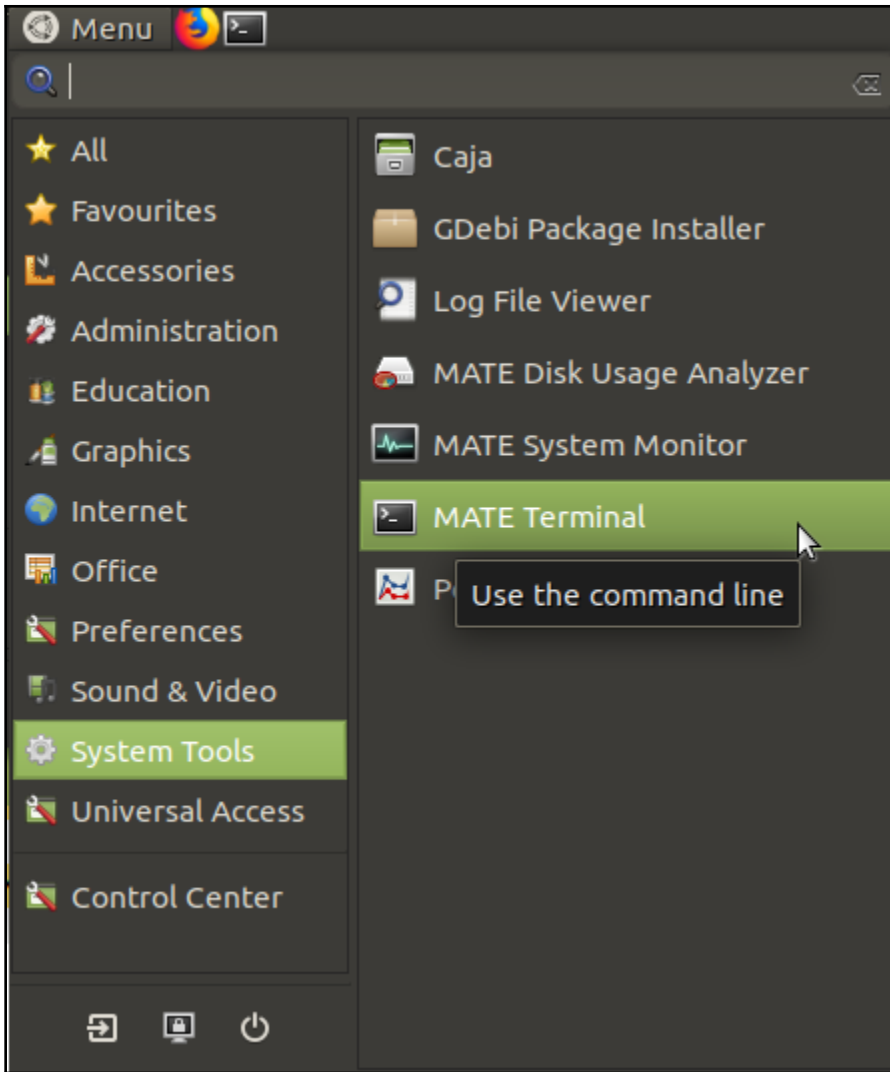 Menu
All
Favourites
Accessories
Administration
Education
Graphics
Internet
Office
Preferences
Sound & Video
System Tools
Universal Access
Control Center
Caja
GDebi Package Installer
Log File Viewer
MATE Disk Usage Analyzer
MATE System Monitor
MATE Terminal
Use the command line